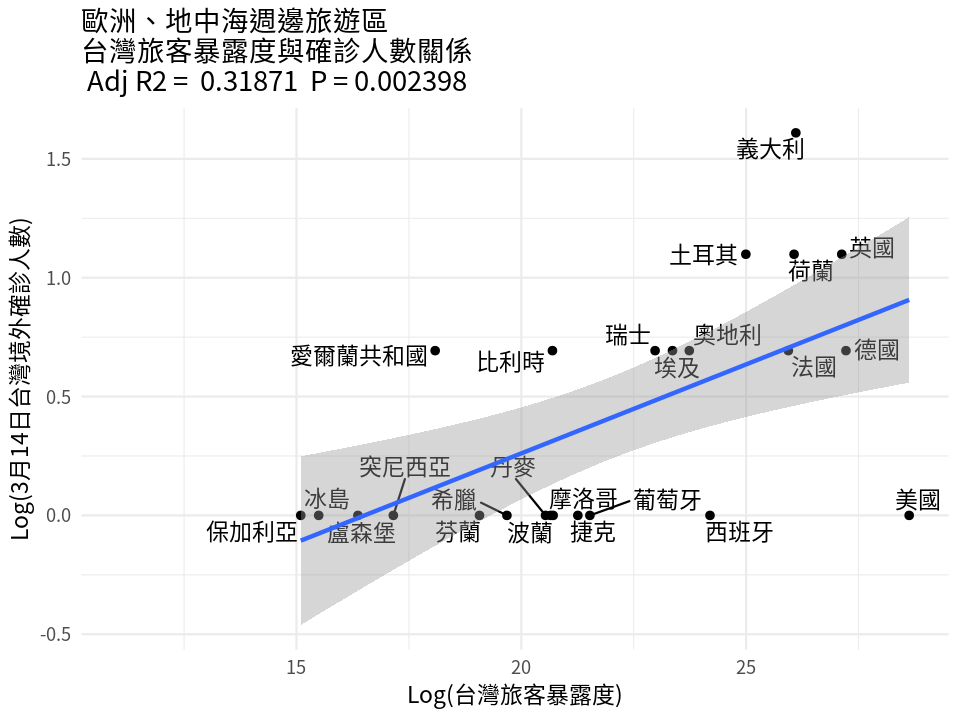 歐洲、地中海週邊旅遊區
台灣旅客暴露度與確診人數關係
Adj R2 = 0.31871 P = 0.002398
Log(3月14日台灣境外確診人數)
1.5
1.0
0.5
0.0
-0.5
義大利
土耳其
荷蘭
英國
愛爾蘭共和國
比利時
瑞士
埃及
奧地利
法國
德國
突尼西亞
丹麥
冰島
希臘
摩洛哥
葡萄牙
美國
保加利亞
盧森堡
芬蘭
波蘭
捷克
西班牙
15
20
25
Log(台灣旅客暴露度)